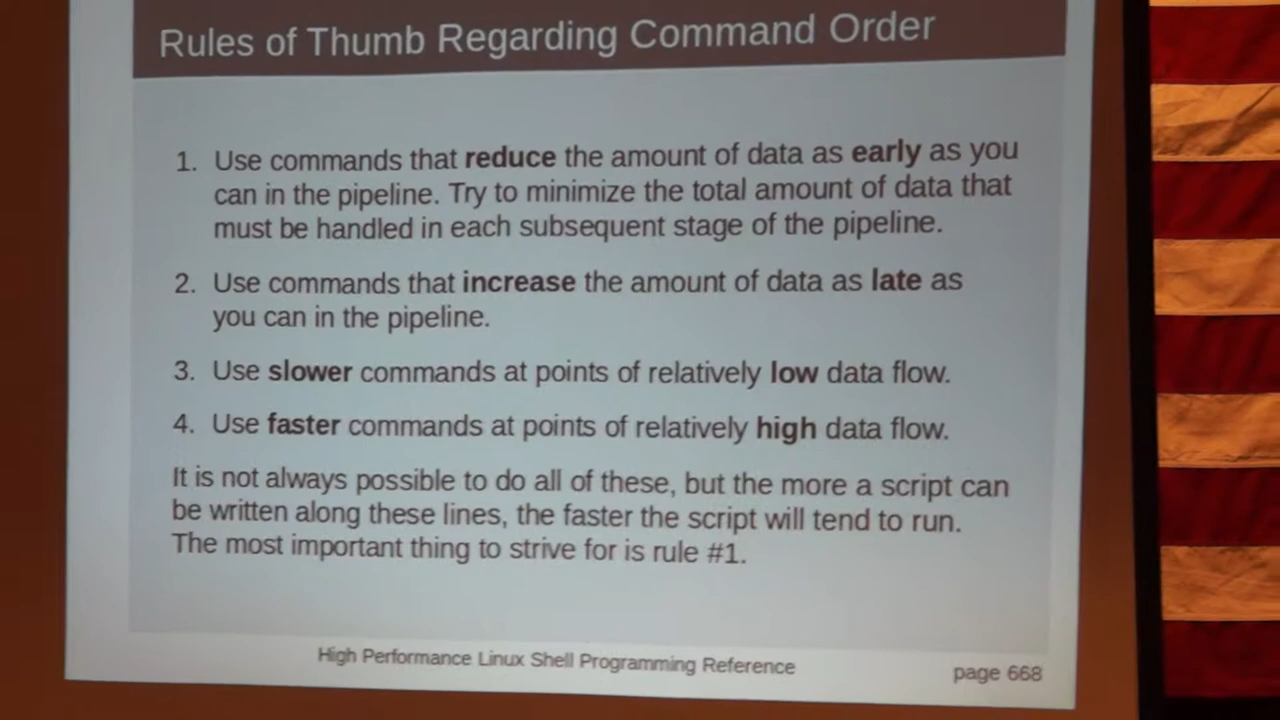 Rules of Thumb Regarding Command Order
1. Use commands that reduce the amount of data as early as you
can in the pipeline. Try to minimize the total amount of data that
must be handled in each subsequent stage of the pipeline.
2. Use commands that increase the amount of data as late as
you can in the pipeline.
3. Use slower commands at points of relatively low data flow.
4. Use faster commands at points of relatively high data flow.
It is not always possible to do all of these, but the more a script can
be written along these lines, the faster the script will tend to run.
The most important thing to strive for is rule #1.
High Performance Linux Shell Programming Reference
page 668